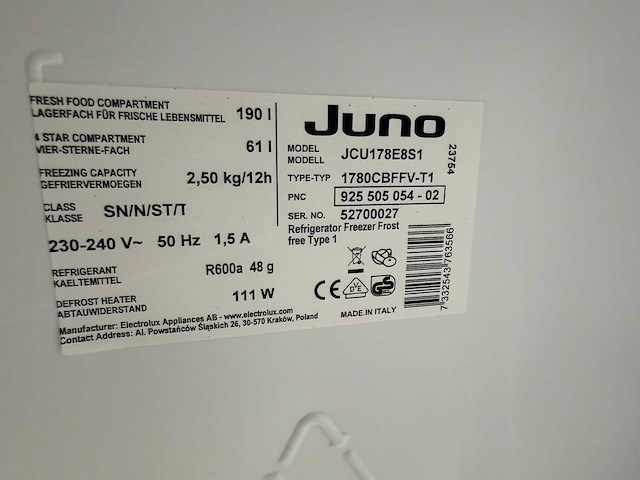 FRESH FOOD COMPARTMENT
LAGERFACH FÜR FRISCHE LEBENSMITTEL 190 l
4 STAR COMPARTMENT
VIER-STERNE-FACH 61 l
FREEZING CAPACITY
GEFRIERVERMOEGEN 2,50 kg/12h
CLASS
KLASSE SN/N/ST/T
230-240 V~ 50 Hz 1,5 A
REFRIGERANT
KAELTEMITTEL R600a 48 g
DEFROST HEATER
ABTAUWIDERSTAND 111 W
Manufacturer: Electrolux Appliances AB - www.electrolux.com
Contact Address: Al. Powstańców Śląskich 26, 30-570 Kraków, Poland
JUNO
MODEL
MODELL JCU178E8S1
TYPE-TYP 1780CBFFV-T1
PNC 925 505 054 - 02
SER. NO. 52700027
Refrigerator Freezer Frost
free Type 1
CE VDE GS
MADE IN ITALY
23754
7332543763566